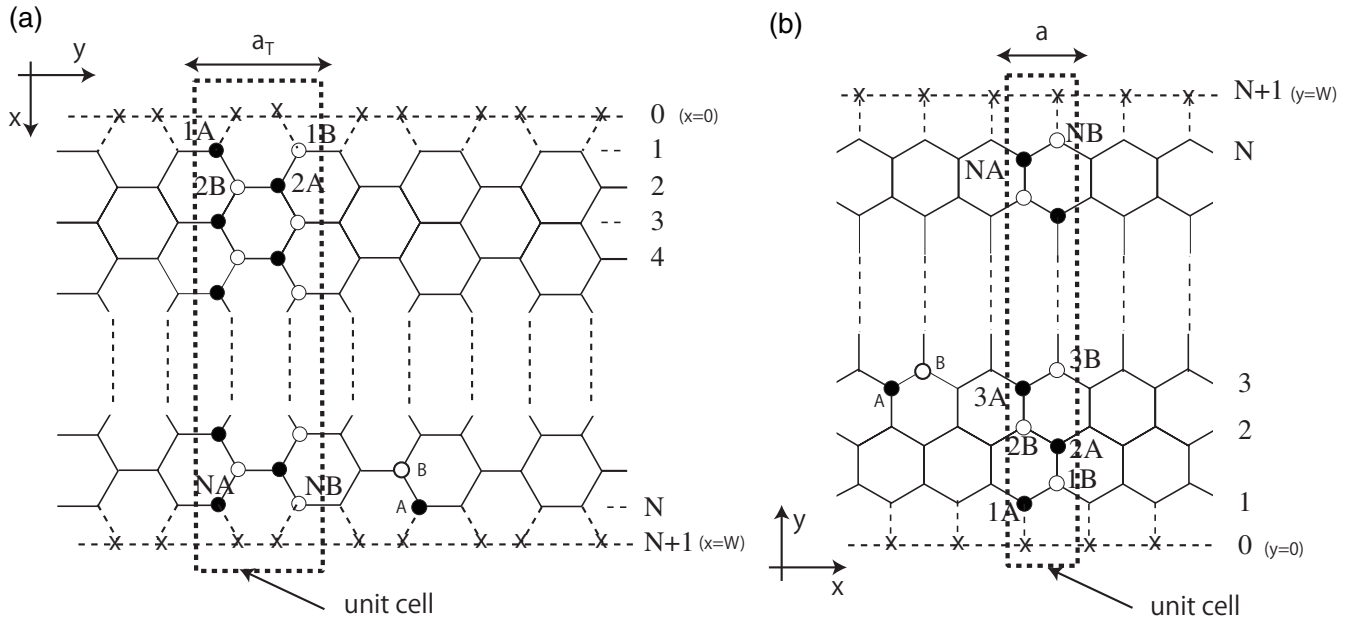 (a)
a_T
y
x
0 (x=0)
1A
1B
1
2B
2A
2
3
4
B
NA
NB
A
N
N+1 (x=W)
unit cell
(b)
a
N+1 (y=W)
NB
N
NA
3B
B
A
3A
3
2
2B
2A
1B
1A
1
y
0 (y=0)
x
unit cell